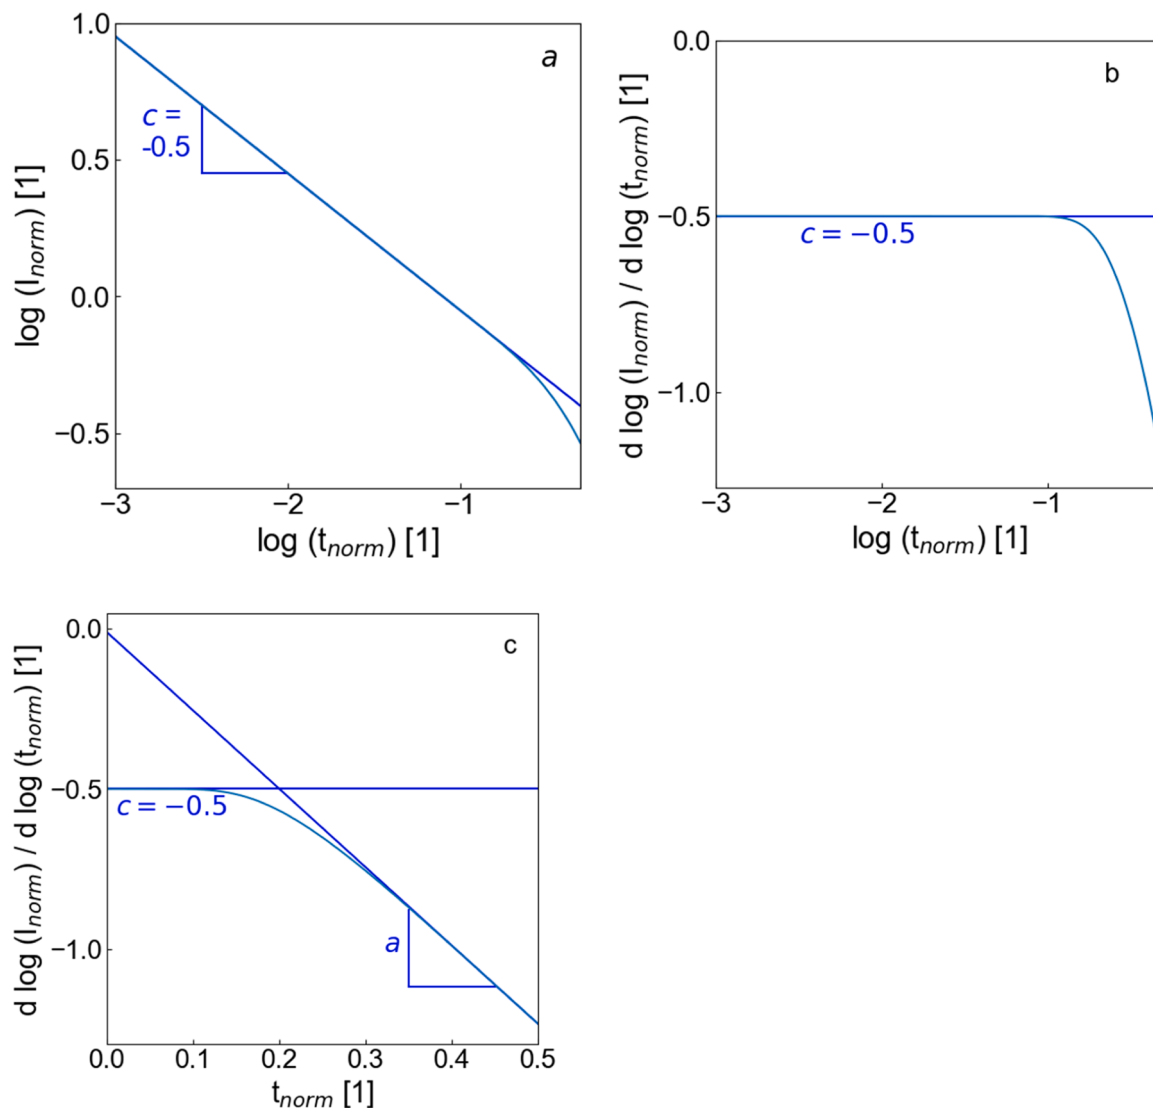 a
1.0
0.5
0.0
−0.5
c =
-0.5
log (I_norm) [1]
−3
−2
−1
log (t_norm) [1]
b
0.0
−0.5
−1.0
c = −0.5
d log (I_norm) / d log (t_norm) [1]
−3
−2
−1
log (t_norm) [1]
c
0.0
−0.5
−1.0
c = −0.5
a
d log (I_norm) / d log (t_norm) [1]
0.0
0.1
0.2
0.3
0.4
0.5
t_norm [1]